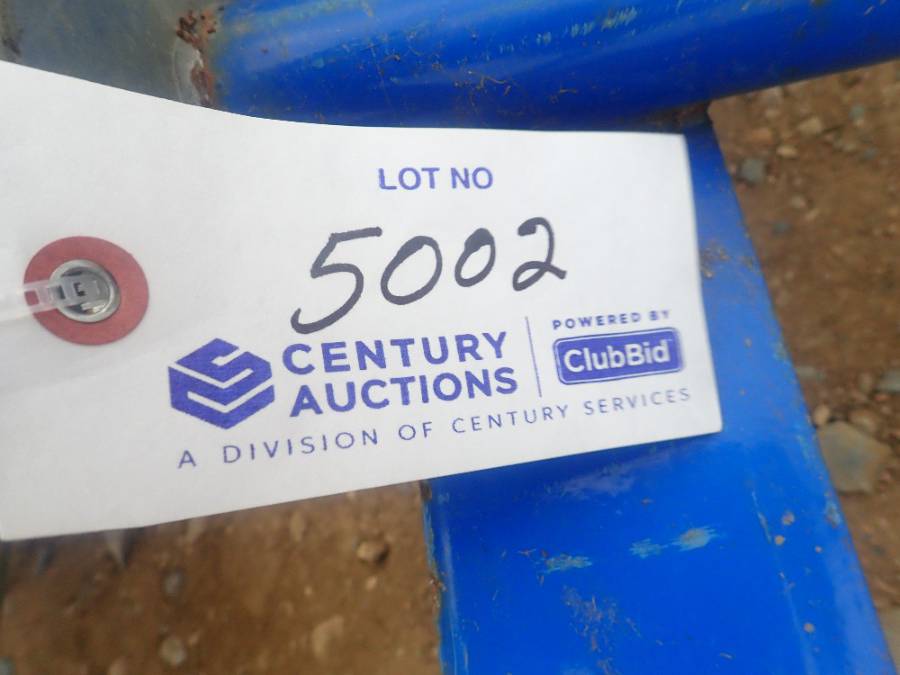 LOT NO
5002
CENTURY
AUCTIONS
POWERED BY
ClubBid
A DIVISION OF CENTURY SERVICES